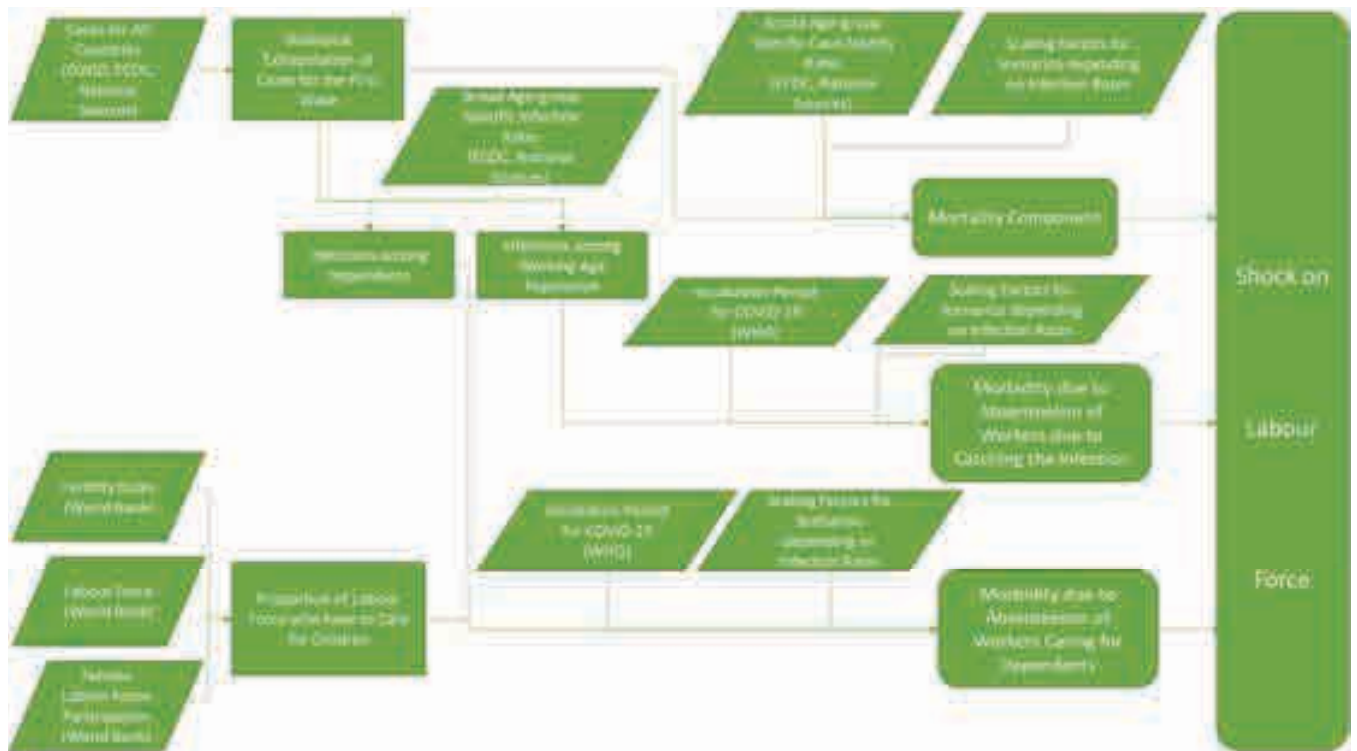 Cases for All
Countries
(OWID, ECDC,
National
Sources)
Extrapolation of
Cases for the
Wave
Age-group
Specific Infection
Rates
(ECDC, National
Sources)
Age-group
Specific Case Fatality
Rates
(ECDC, National
Sources)
Scaling Factors for
Scenarios depending
on Infection Rates
Mortality Component
Infections among
Dependents
Infections among
Working Age
Population
Incubation Period
for COVID-19
(WHO)
Scaling Factors for
Scenarios depending
on Infection Rates
Shock on
Labour
Force
Morbidity due to
Absenteeism of
Workers due to
Catching the Infection
Fertility Rates
(World Bank)
Labour Force
(World Bank)
Female
Labour Force
Participation
(World Bank)
Proportion of Labour
Force who have to Care
for Children
Incubation Period
for COVID-19
(WHO)
Scaling Factors for
Scenarios
depending on
Infection Rates
Morbidity due to
Absenteeism of
Workers Caring for
Dependents